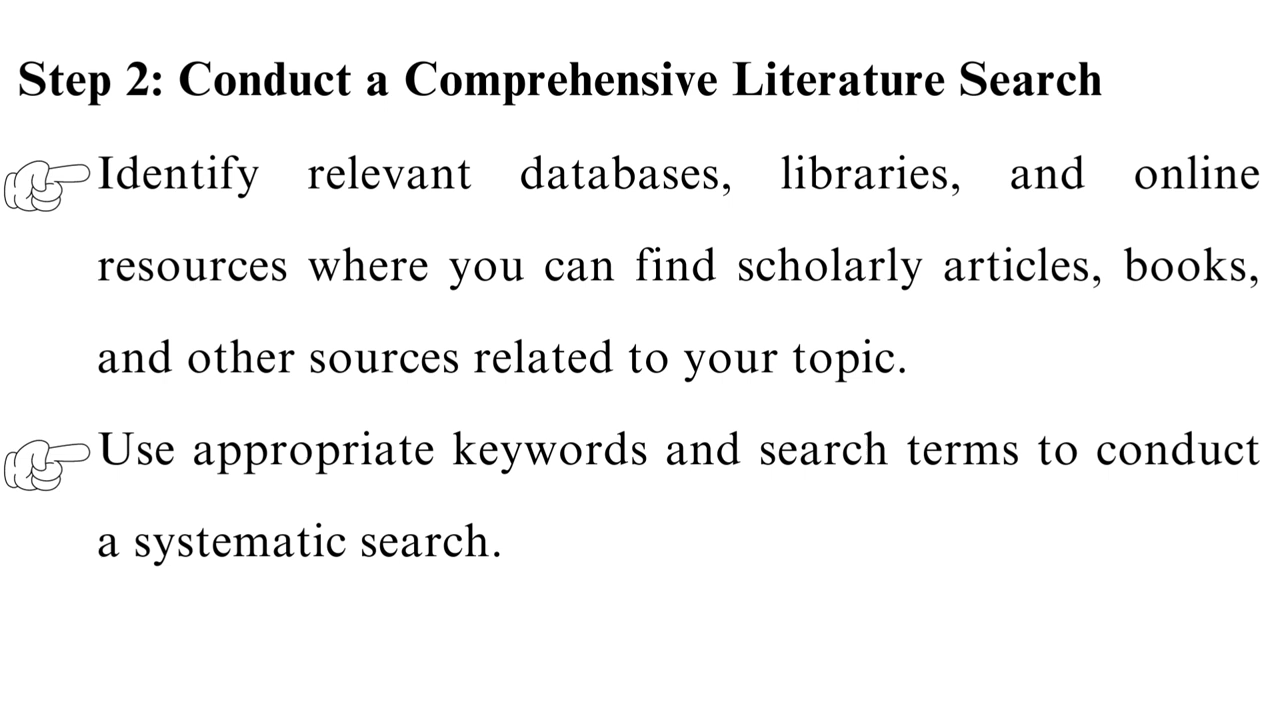 Step 2: Conduct a Comprehensive Literature Search
Identify relevant databases, libraries, and online
resources where you can find scholarly articles, books,
and other sources related to your topic.
Use appropriate keywords and search terms to conduct
a systematic search.